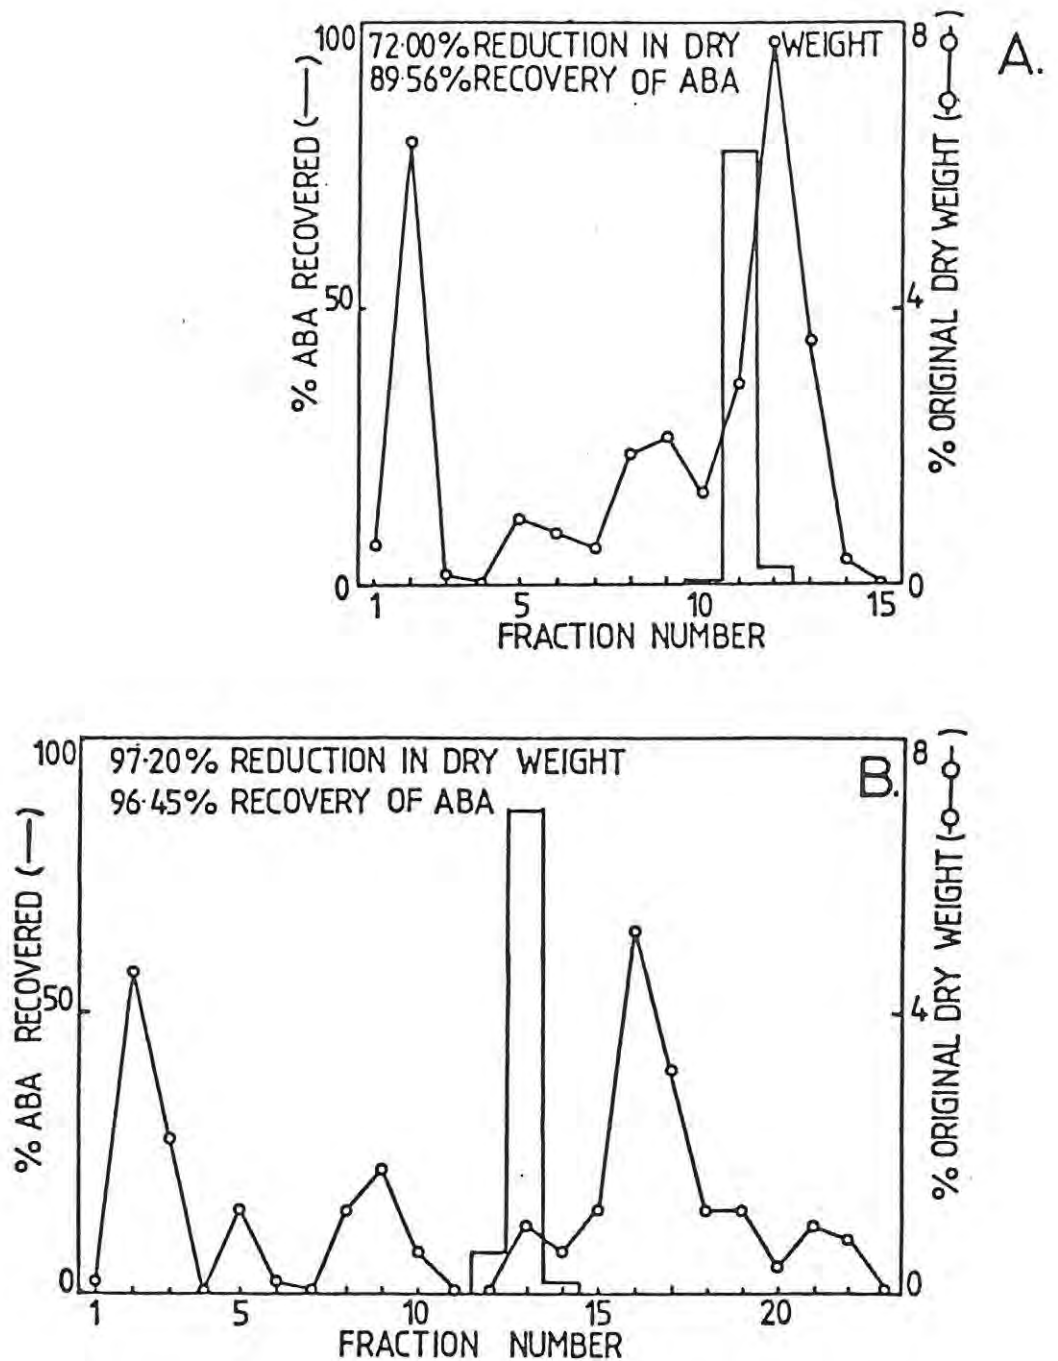 A.
72·00% REDUCTION IN DRY WEIGHT
89·56% RECOVERY OF ABA
% ABA RECOVERED (—)
100
50
0
8
4
0
% ORIGINAL DRY WEIGHT (-o-o-)
1 5 10 15
FRACTION NUMBER
B.
97·20% REDUCTION IN DRY WEIGHT
96·45% RECOVERY OF ABA
% ABA RECOVERED (—)
100
50
0
8
4
0
% ORIGINAL DRY WEIGHT (-o-o-)
1 5 10 15 20
FRACTION NUMBER